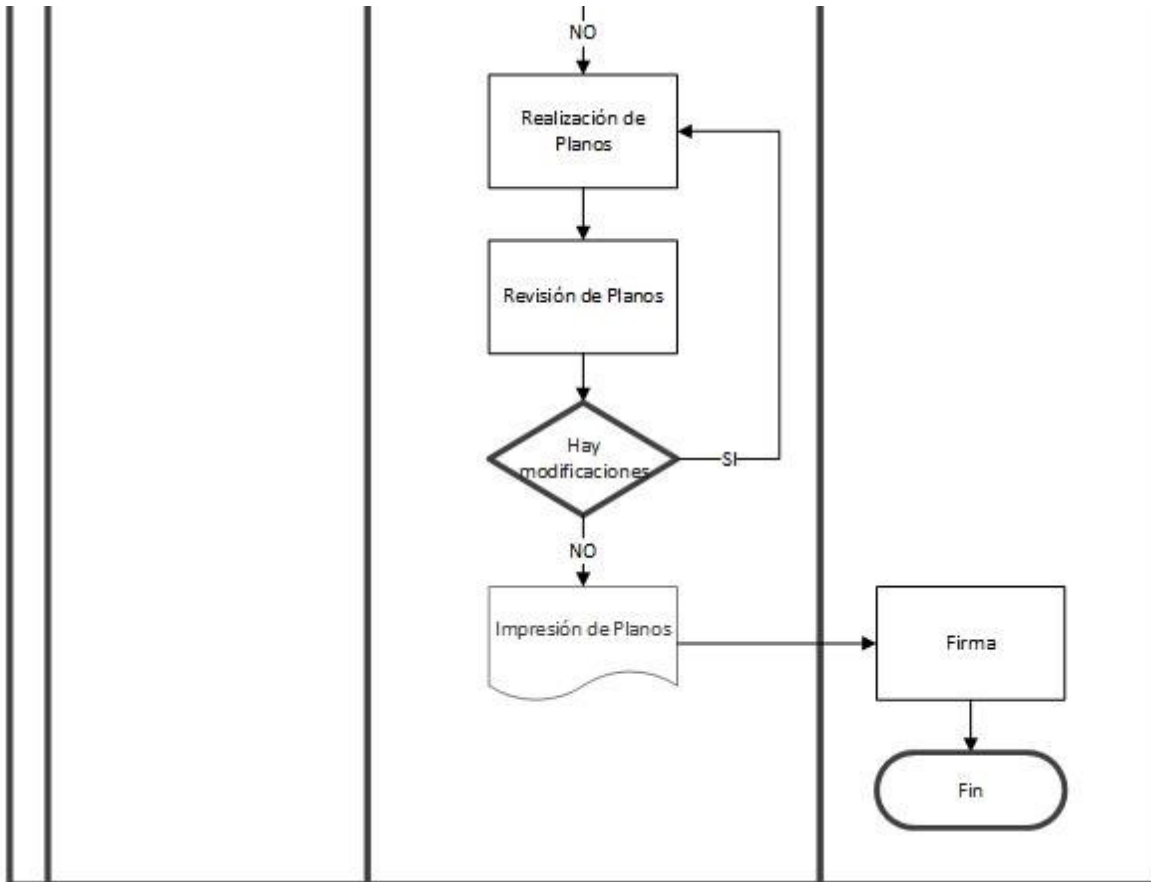 NO
Realización de
Planos
Revisión de Planos
Hay
modificaciones
SI
NO
Impresión de Planos
Firma
Fin